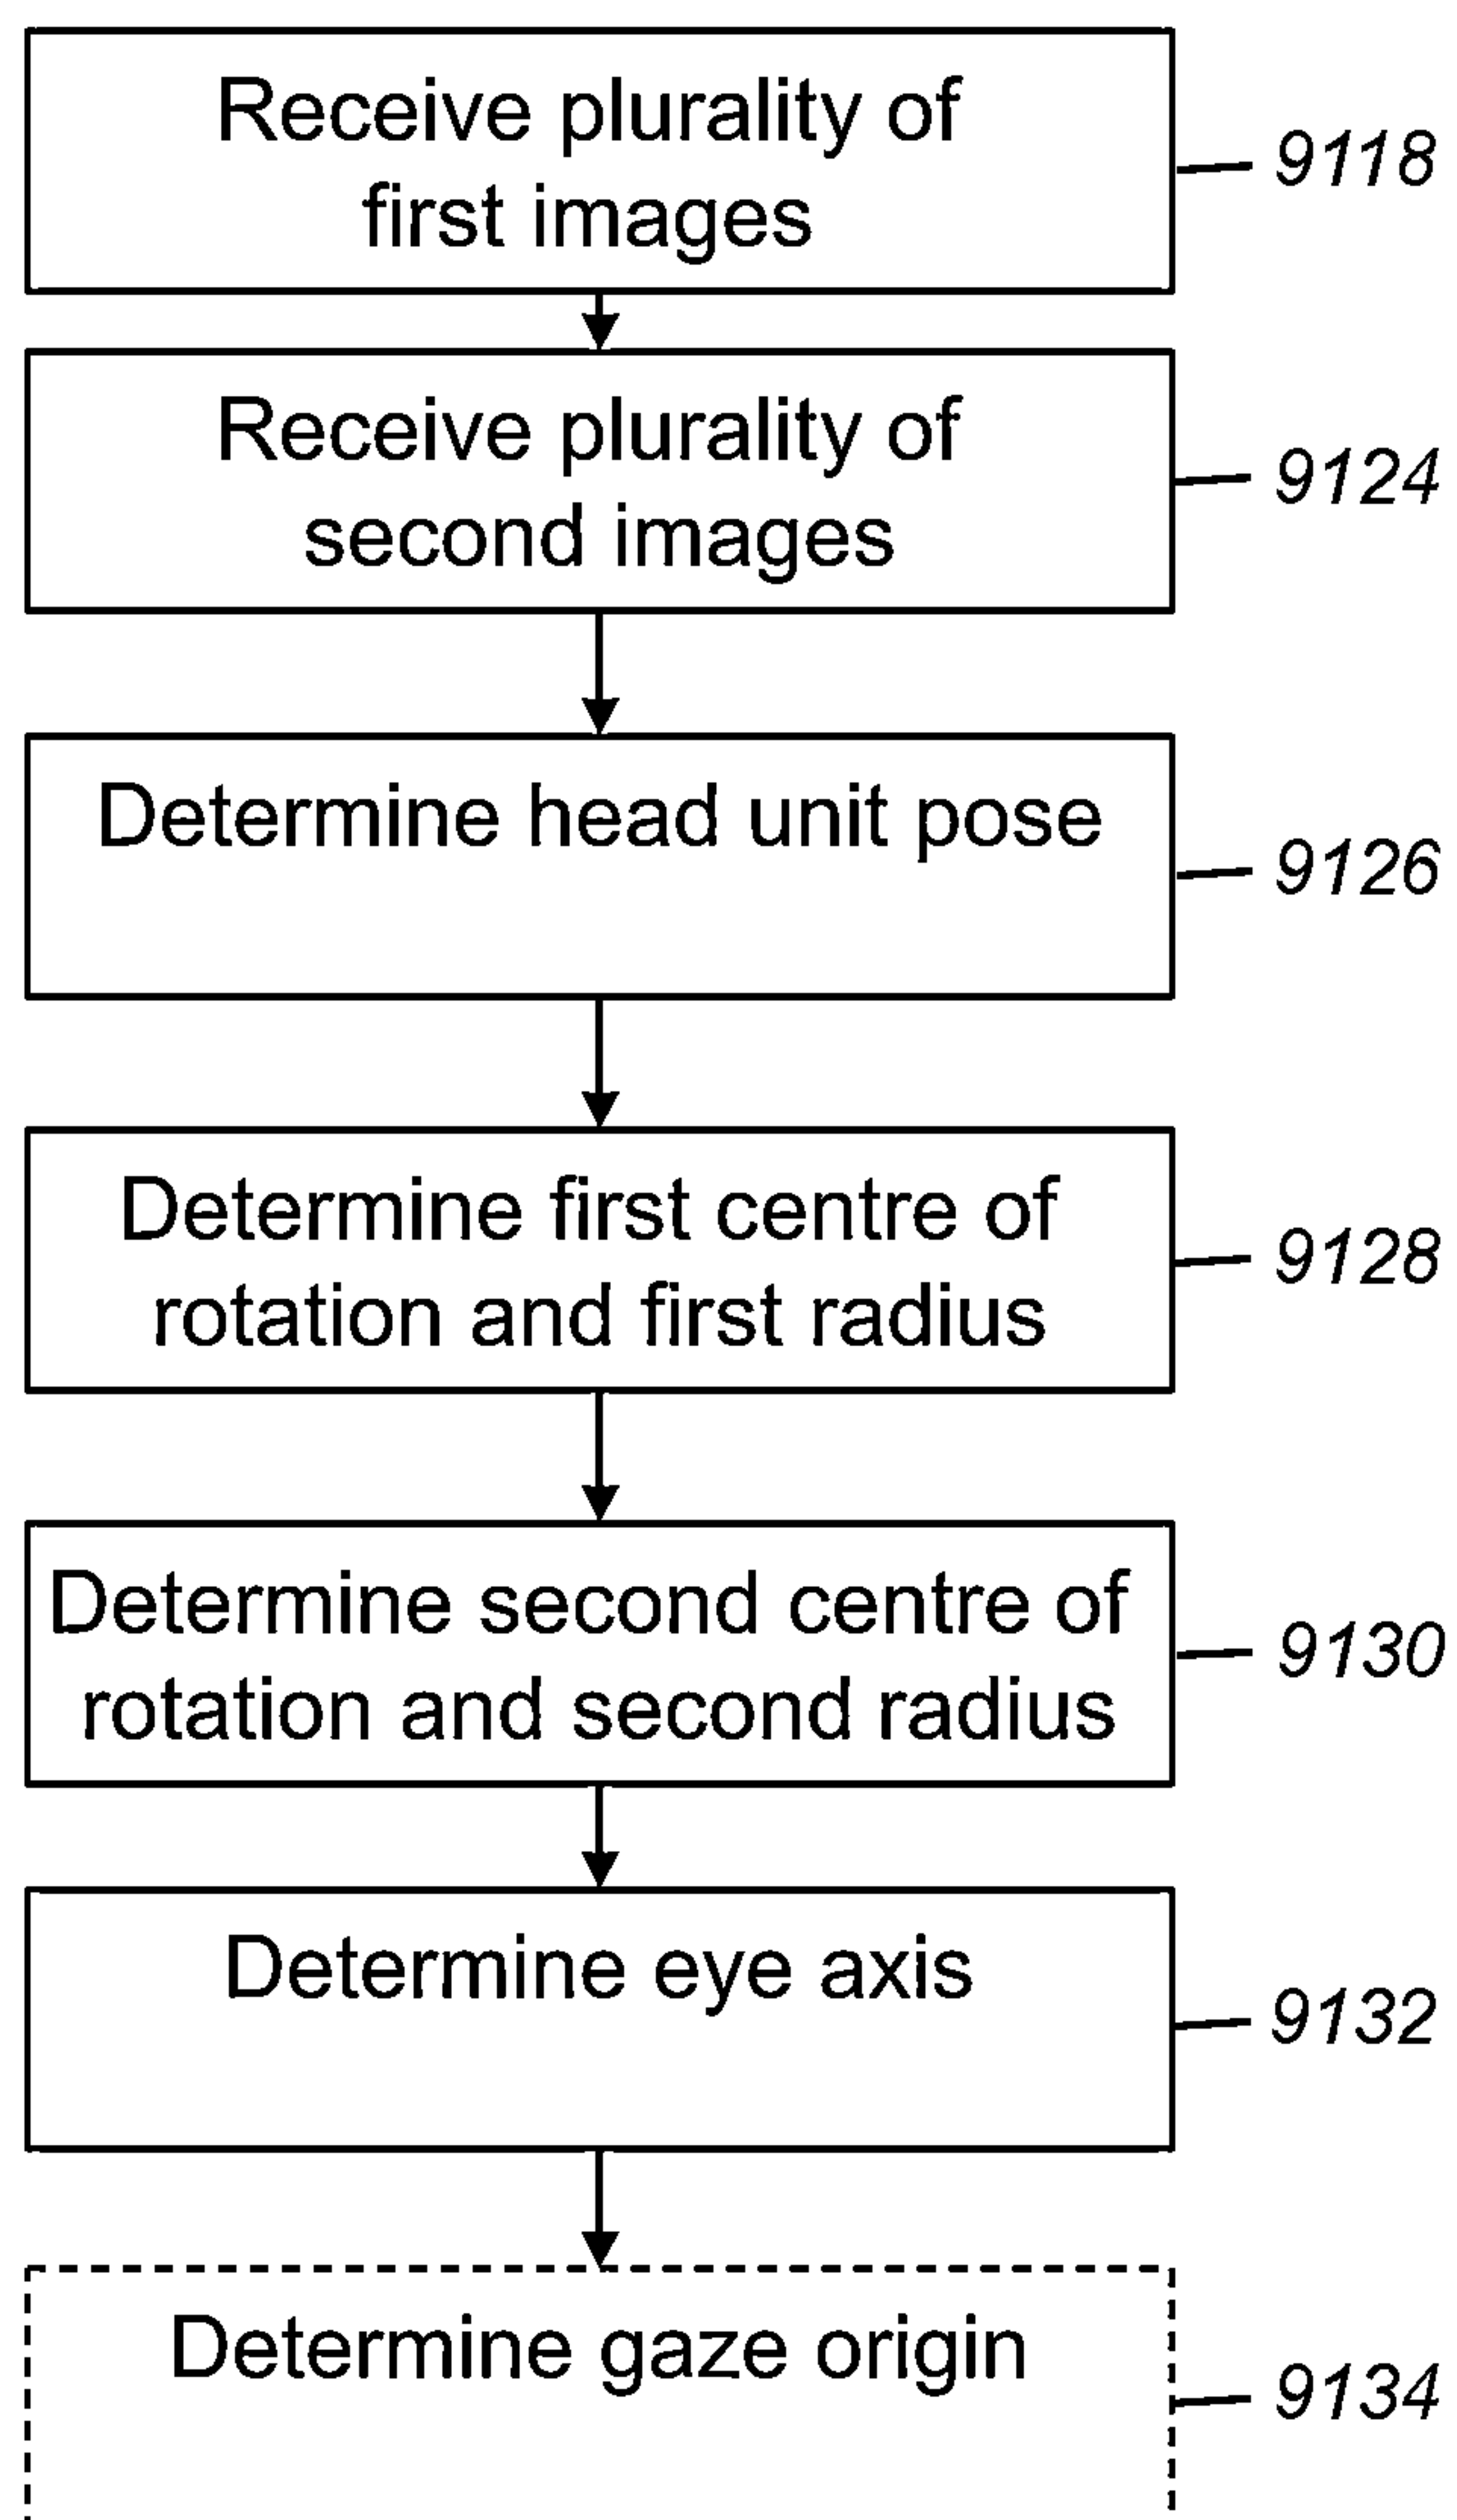 Receive plurality of
first images
9118
Receive plurality of
second images
9124
Determine head unit pose
9126
Determine first centre of
rotation and first radius
9128
Determine second centre of
rotation and second radius
9130
Determine eye axis
9132
Determine gaze origin
9134